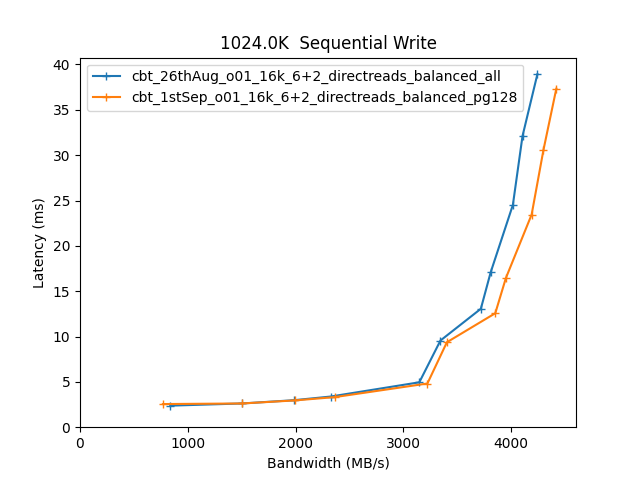 1024.0K  Sequential Write
cbt_26thAug_o01_16k_6+2_directreads_balanced_all
cbt_1stSep_o01_16k_6+2_directreads_balanced_pg128
Latency (ms)
40
35
30
25
20
15
10
5
0
0 1000 2000 3000 4000
Bandwidth (MB/s)